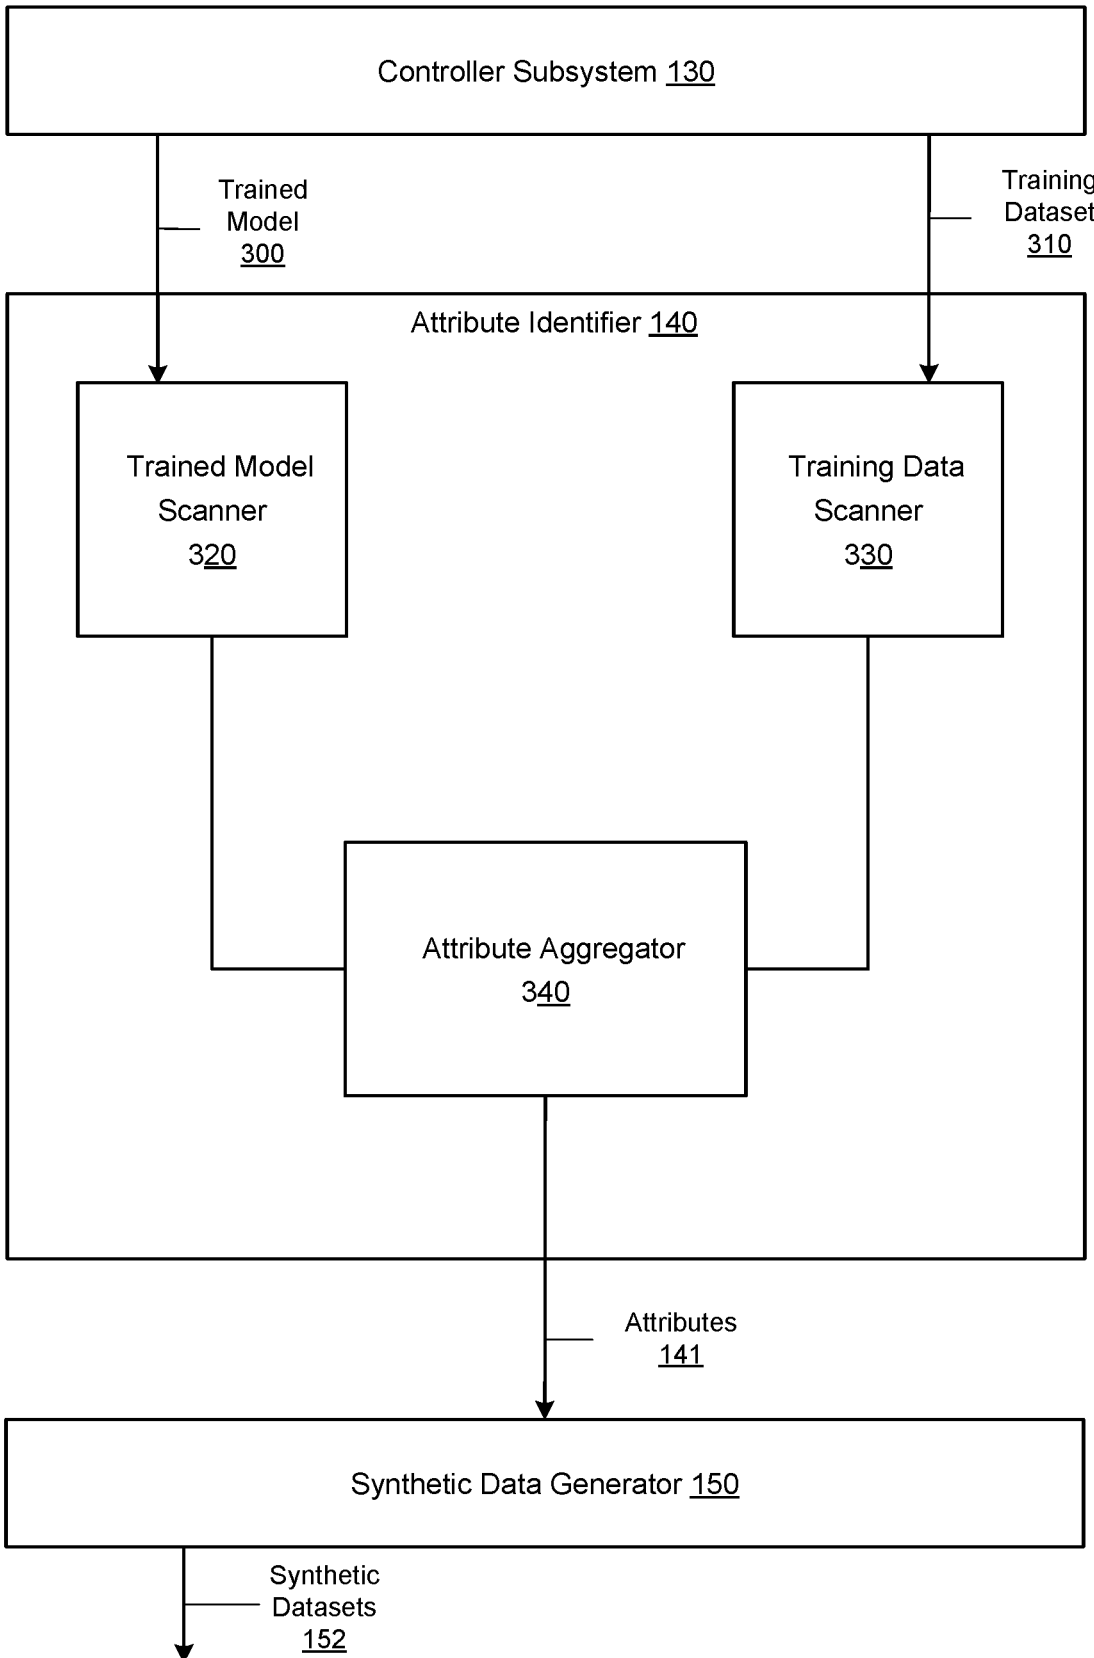 Controller Subsystem 130
Trained
Model
300
Training
Dataset
310
Attribute Identifier 140
Trained Model
Scanner
320
Training Data
Scanner
330
Attribute Aggregator
340
Attributes
141
Synthetic Data Generator 150
Synthetic
Datasets
152